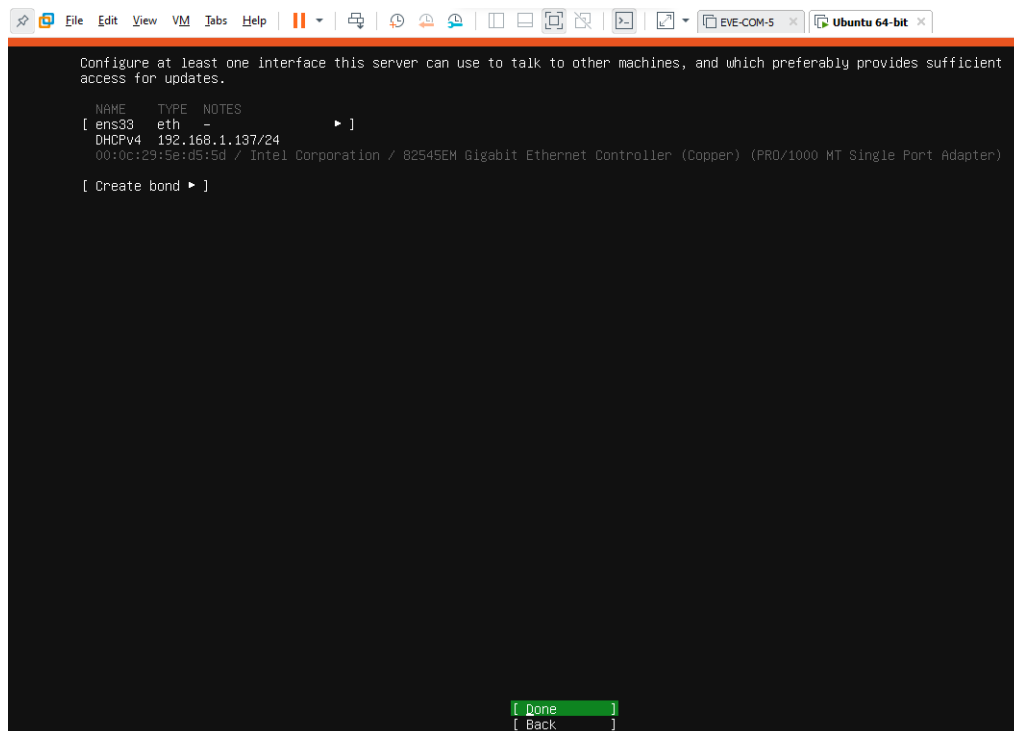 File Edit View VM Tabs Help EVE-COM-5 × Ubuntu 64-bit ×
Configure at least one interface this server can use to talk to other machines, and which preferably provides sufficient
access for updates.
NAME TYPE NOTES
[ ens33 eth - ▸ ]
DHCPv4 192.168.1.137/24
00:0c:29:5e:d5:5d / Intel Corporation / 82545EM Gigabit Ethernet Controller (Copper) (PRO/1000 MT Single Port Adapter)
[ Create bond ▸ ]
[ Done ]
[ Back ]